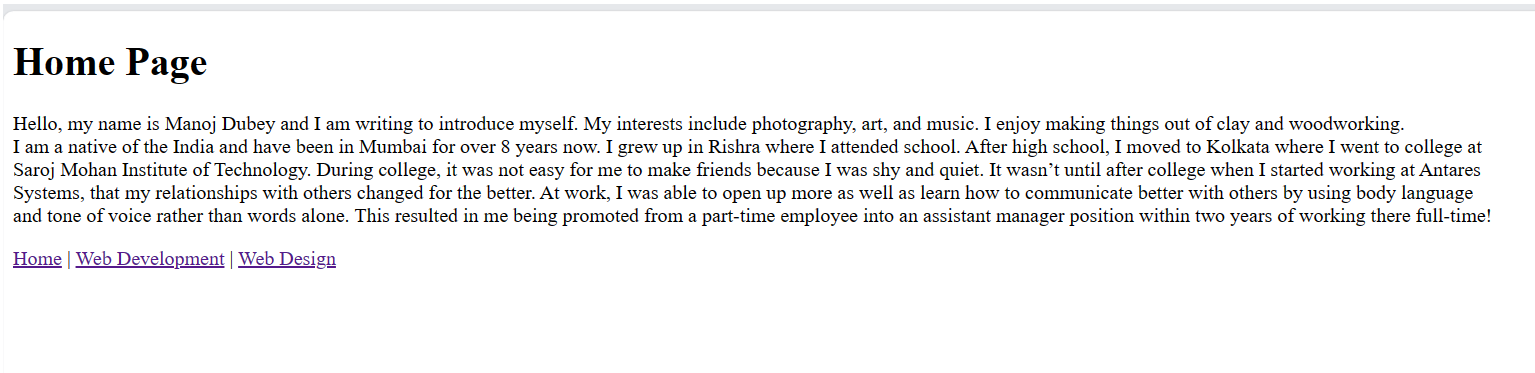 Home Page
Hello, my name is Manoj Dubey and I am writing to introduce myself. My interests include photography, art, and music. I enjoy making things out of clay and woodworking.
I am a native of the India and have been in Mumbai for over 8 years now. I grew up in Rishra where I attended school. After high school, I moved to Kolkata where I went to college at
Saroj Mohan Institute of Technology. During college, it was not easy for me to make friends because I was shy and quiet. It wasn’t until after college when I started working at Antares
Systems, that my relationships with others changed for the better. At work, I was able to open up more as well as learn how to communicate better with others by using body language
and tone of voice rather than words alone. This resulted in me being promoted from a part-time employee into an assistant manager position within two years of working there full-time!
Home | Web Development | Web Design